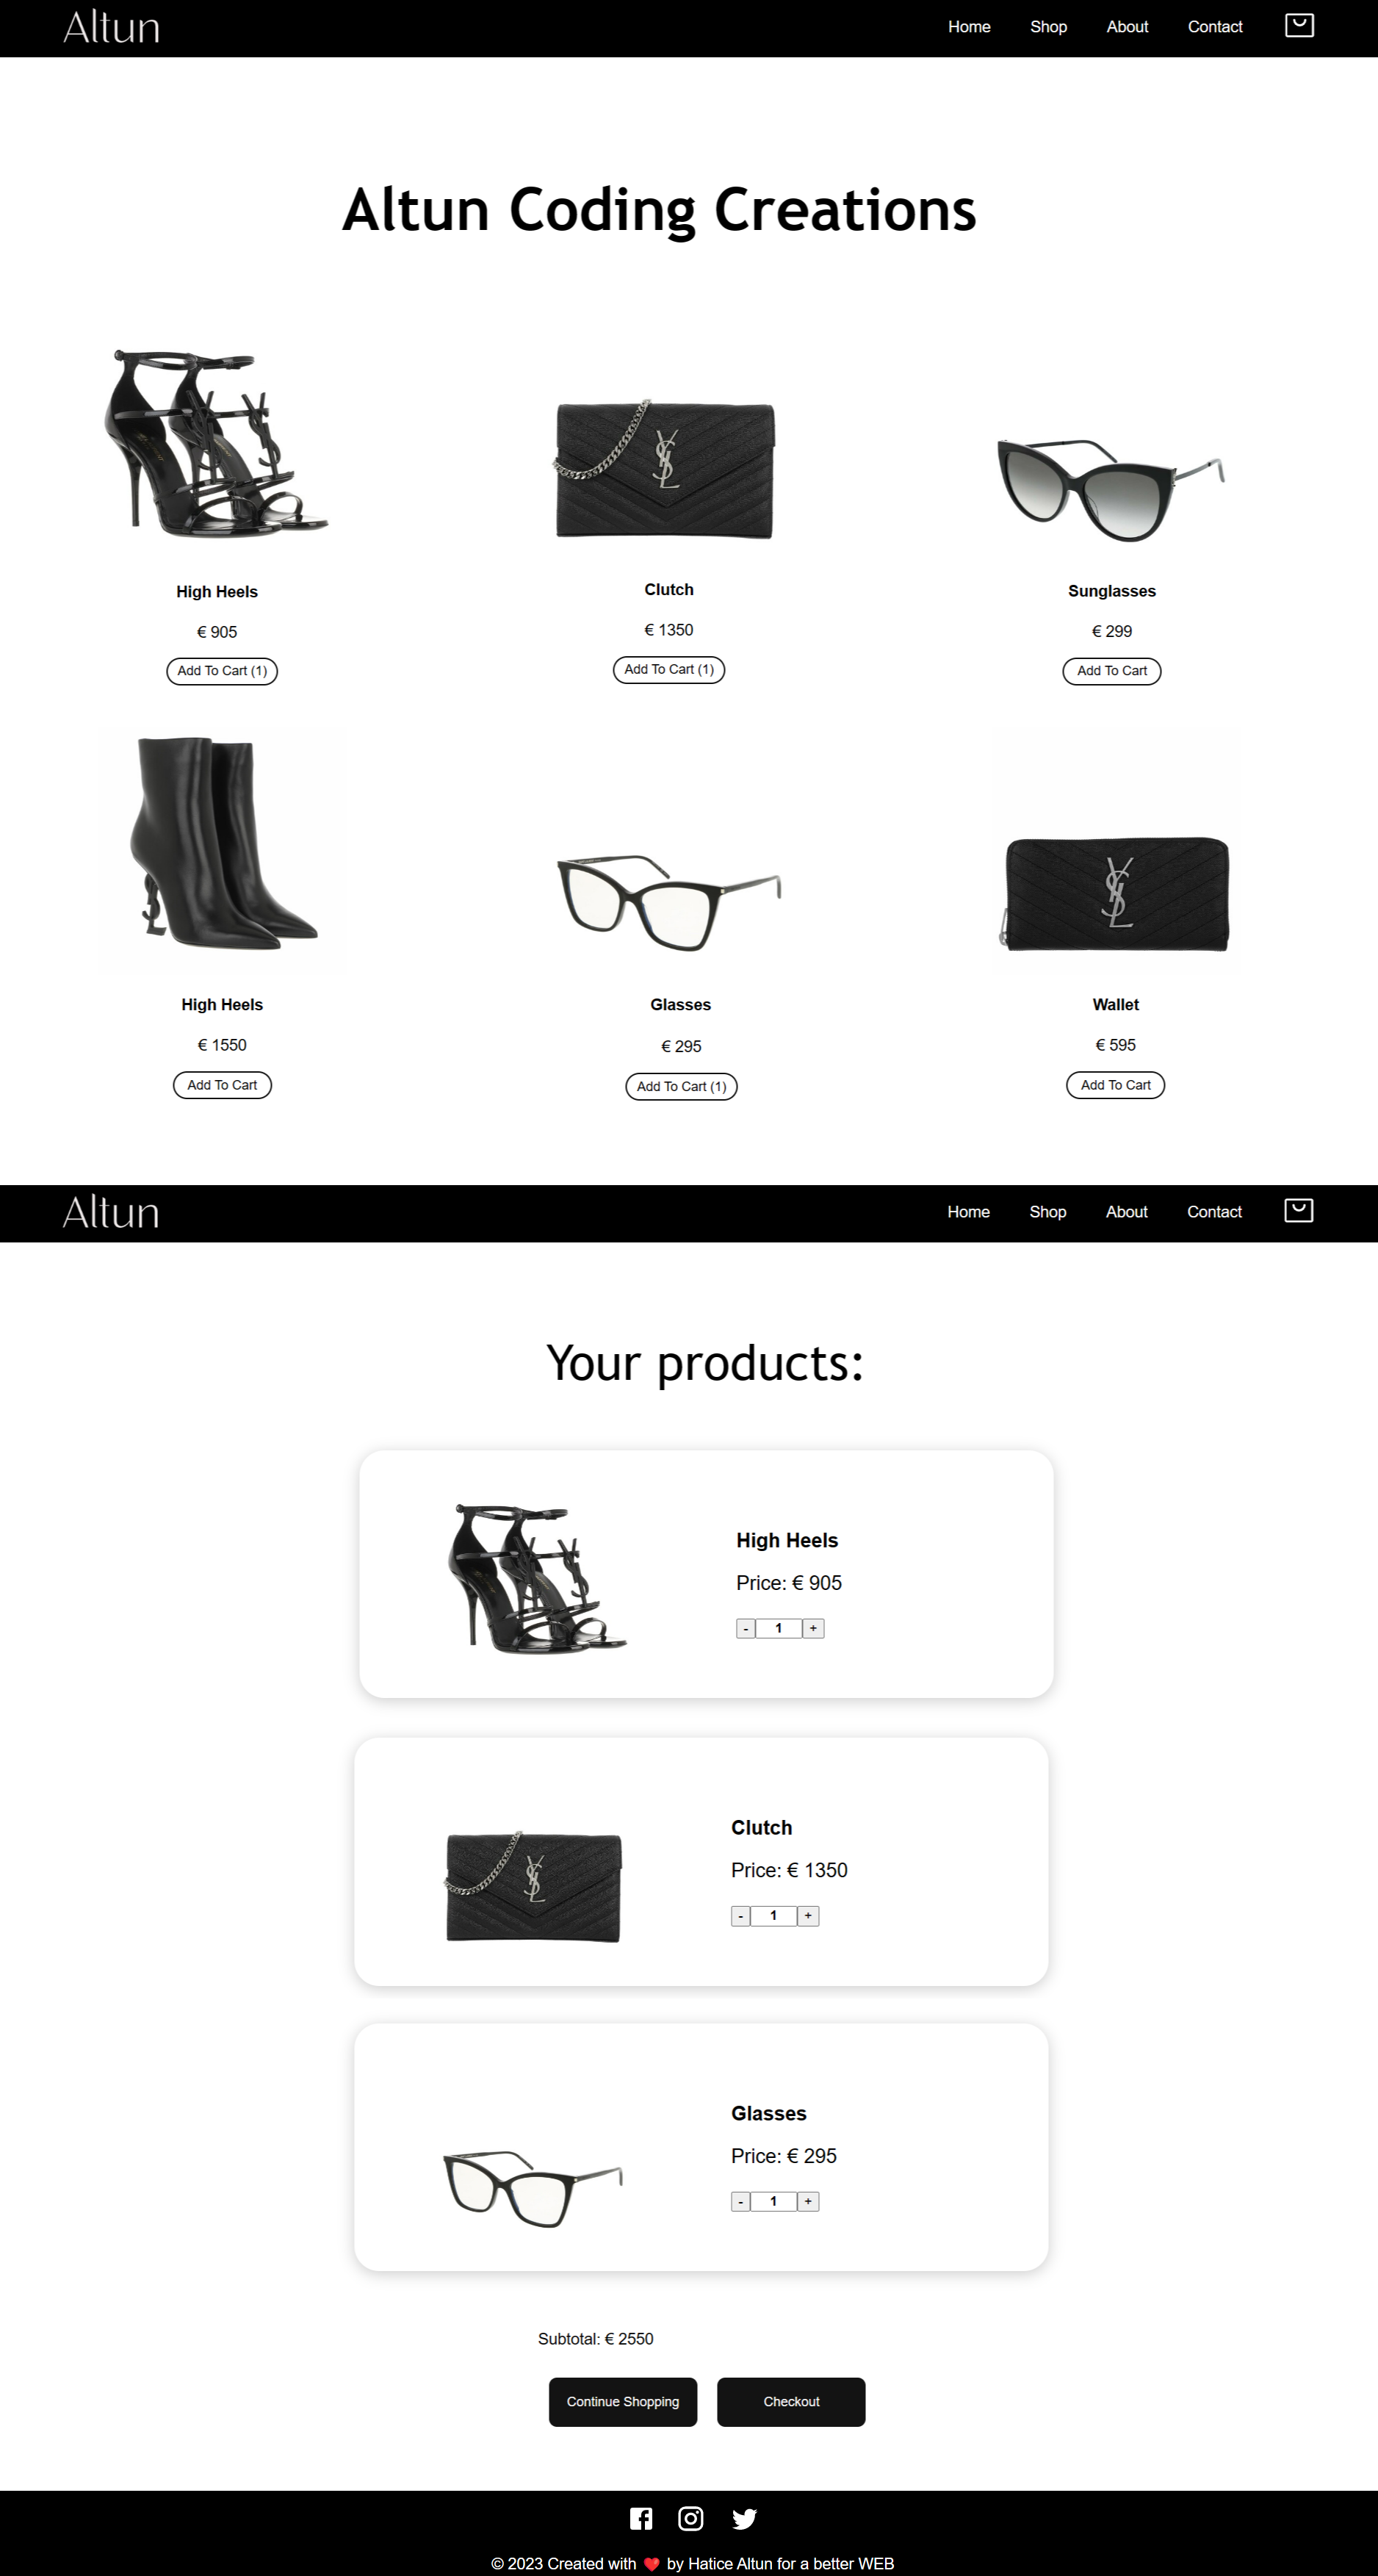 Altun Home Shop About Contact
Altun Coding Creations
High Heels Clutch Sunglasses
€ 905 € 1350 € 299
Add To Cart (1) Add To Cart (1) Add To Cart
High Heels Glasses Wallet
€ 1550 € 295 € 595
Add To Cart Add To Cart (1) Add To Cart
Altun Home Shop About Contact
Your products:
High Heels
Price: € 905
- 1 +
Clutch
Price: € 1350
- 1 +
Glasses
Price: € 295
- 1 +
Subtotal: € 2550
Continue Shopping Checkout
© 2023 Created with ❤️ by Hatice Altun for a better WEB